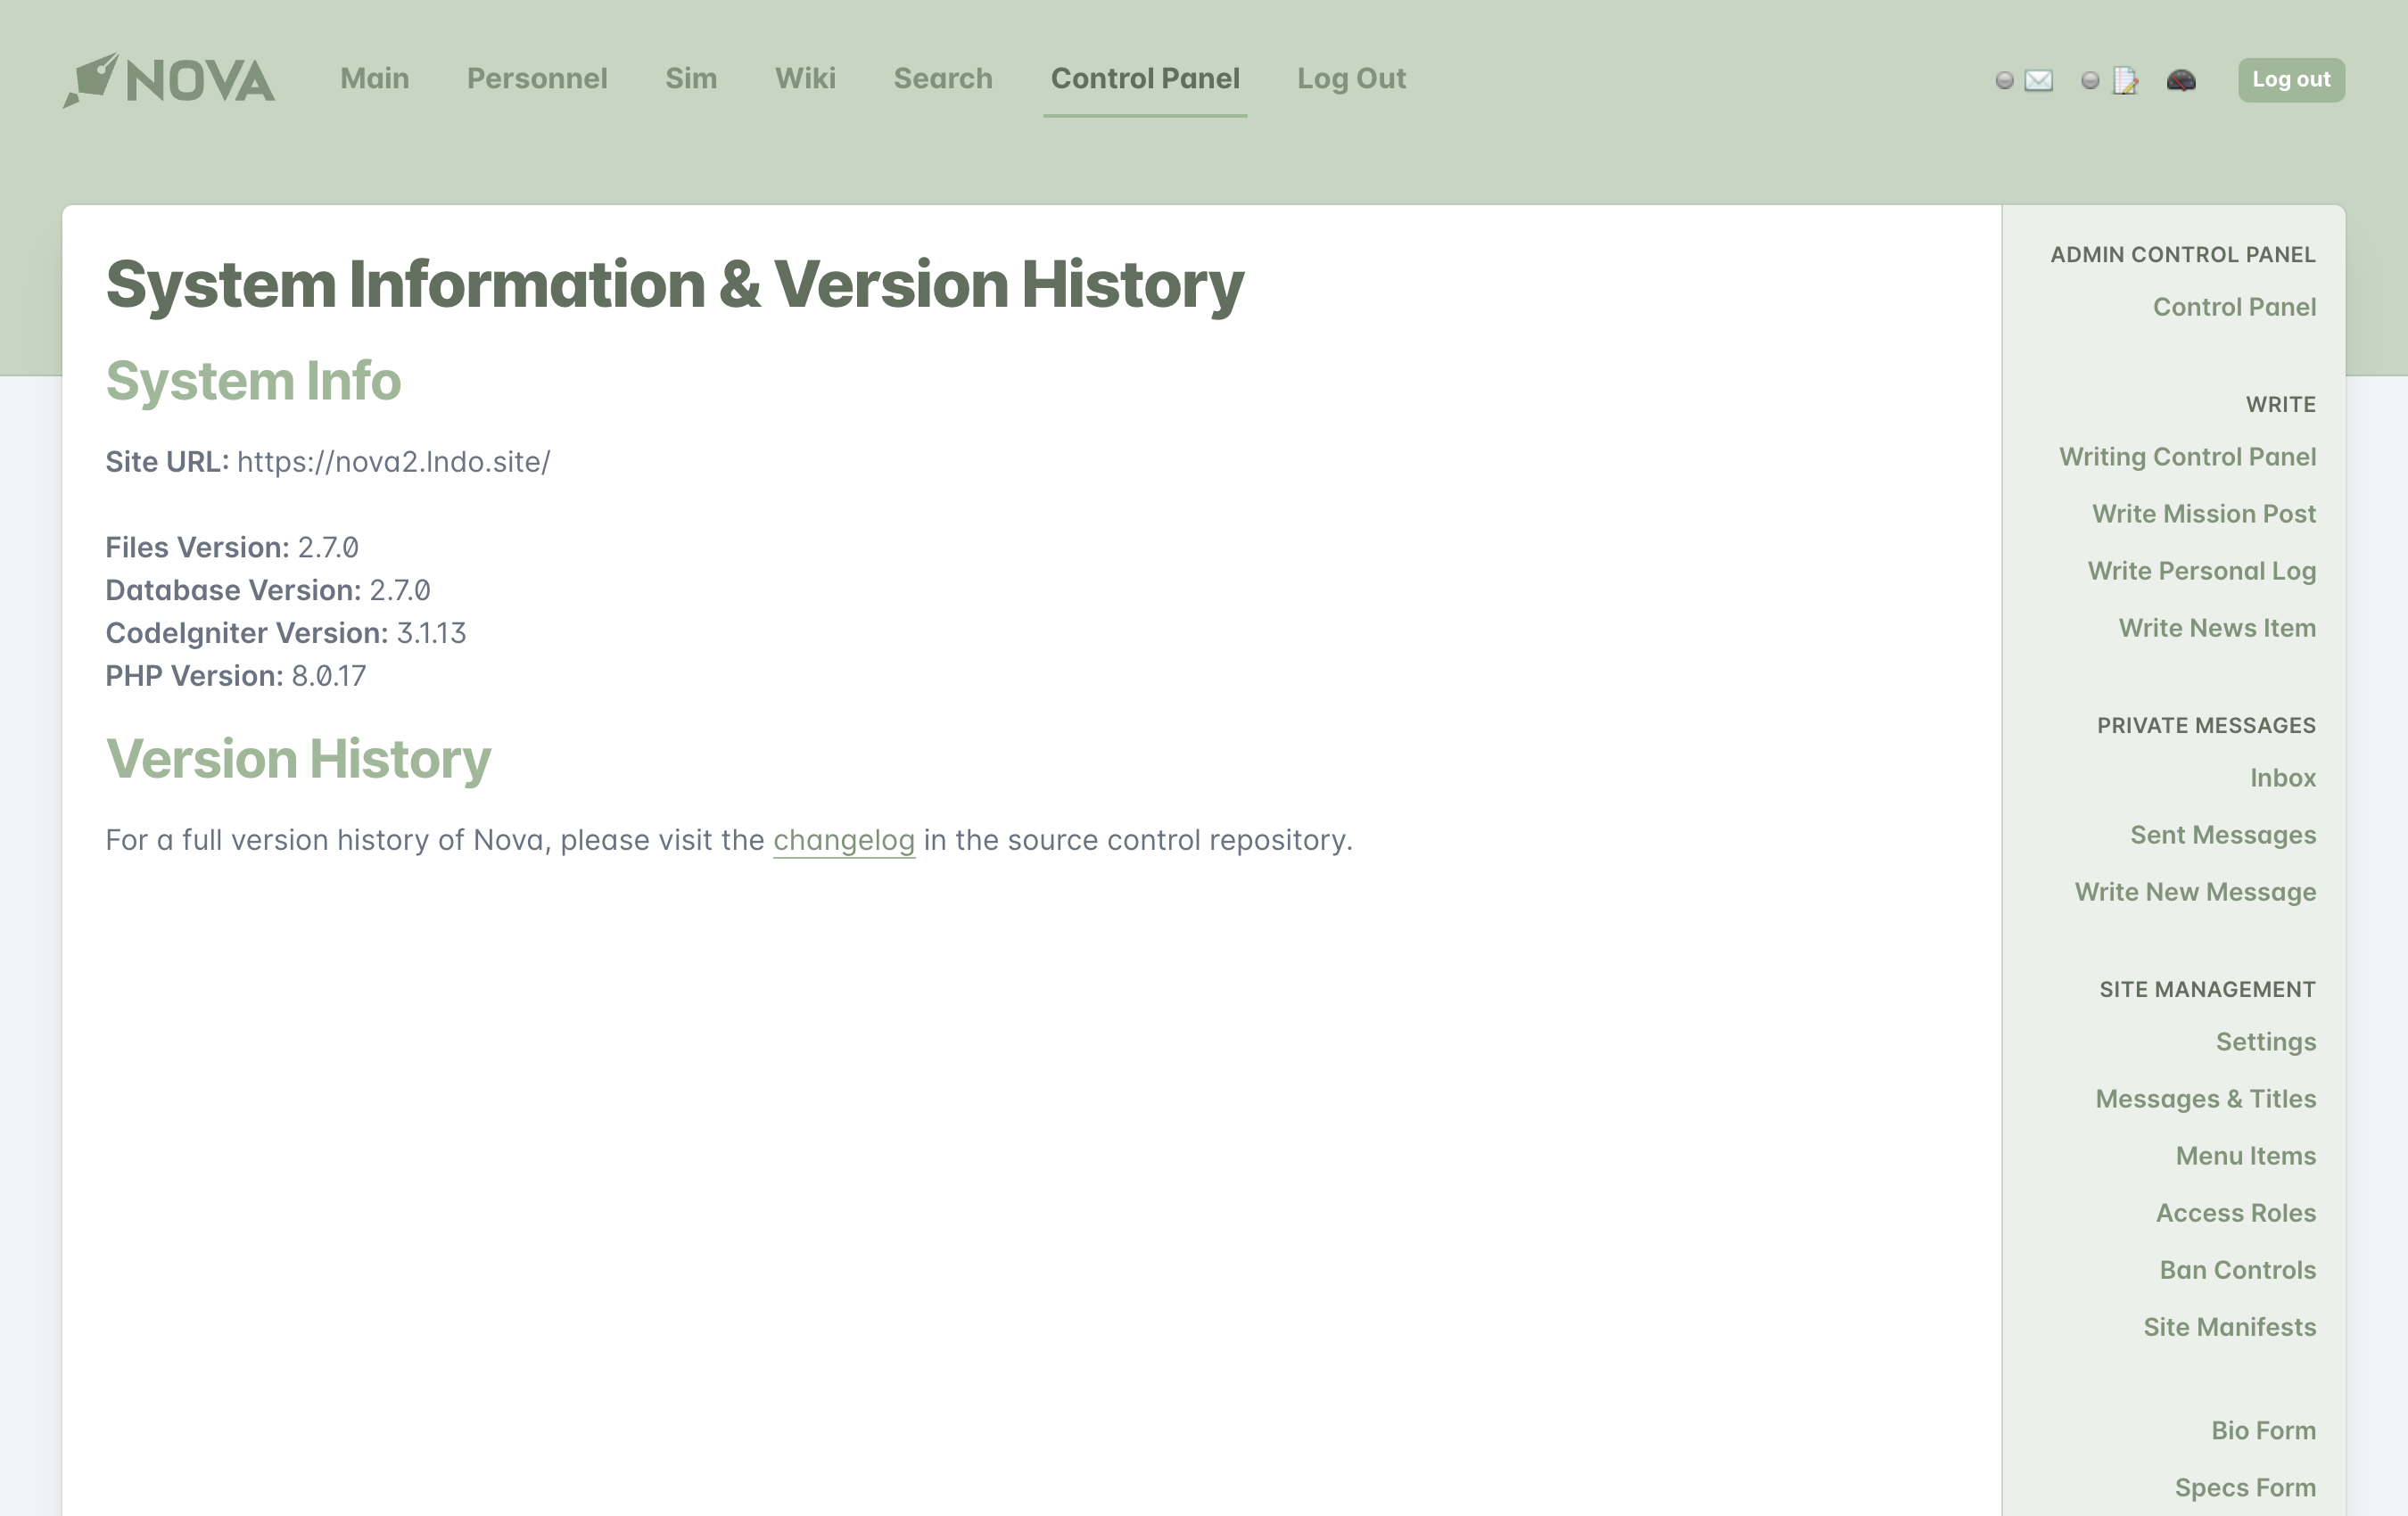 NOVA Main Personnel Sim Wiki Search Control Panel Log Out Log out
System Information & Version History
System Info
Site URL: https://nova2.lndo.site/
Files Version: 2.7.0
Database Version: 2.7.0
CodeIgniter Version: 3.1.13
PHP Version: 8.0.17
Version History
For a full version history of Nova, please visit the changelog in the source control repository.
ADMIN CONTROL PANEL
Control Panel
WRITE
Writing Control Panel
Write Mission Post
Write Personal Log
Write News Item
PRIVATE MESSAGES
Inbox
Sent Messages
Write New Message
SITE MANAGEMENT
Settings
Messages & Titles
Menu Items
Access Roles
Ban Controls
Site Manifests
Bio Form
Specs Form